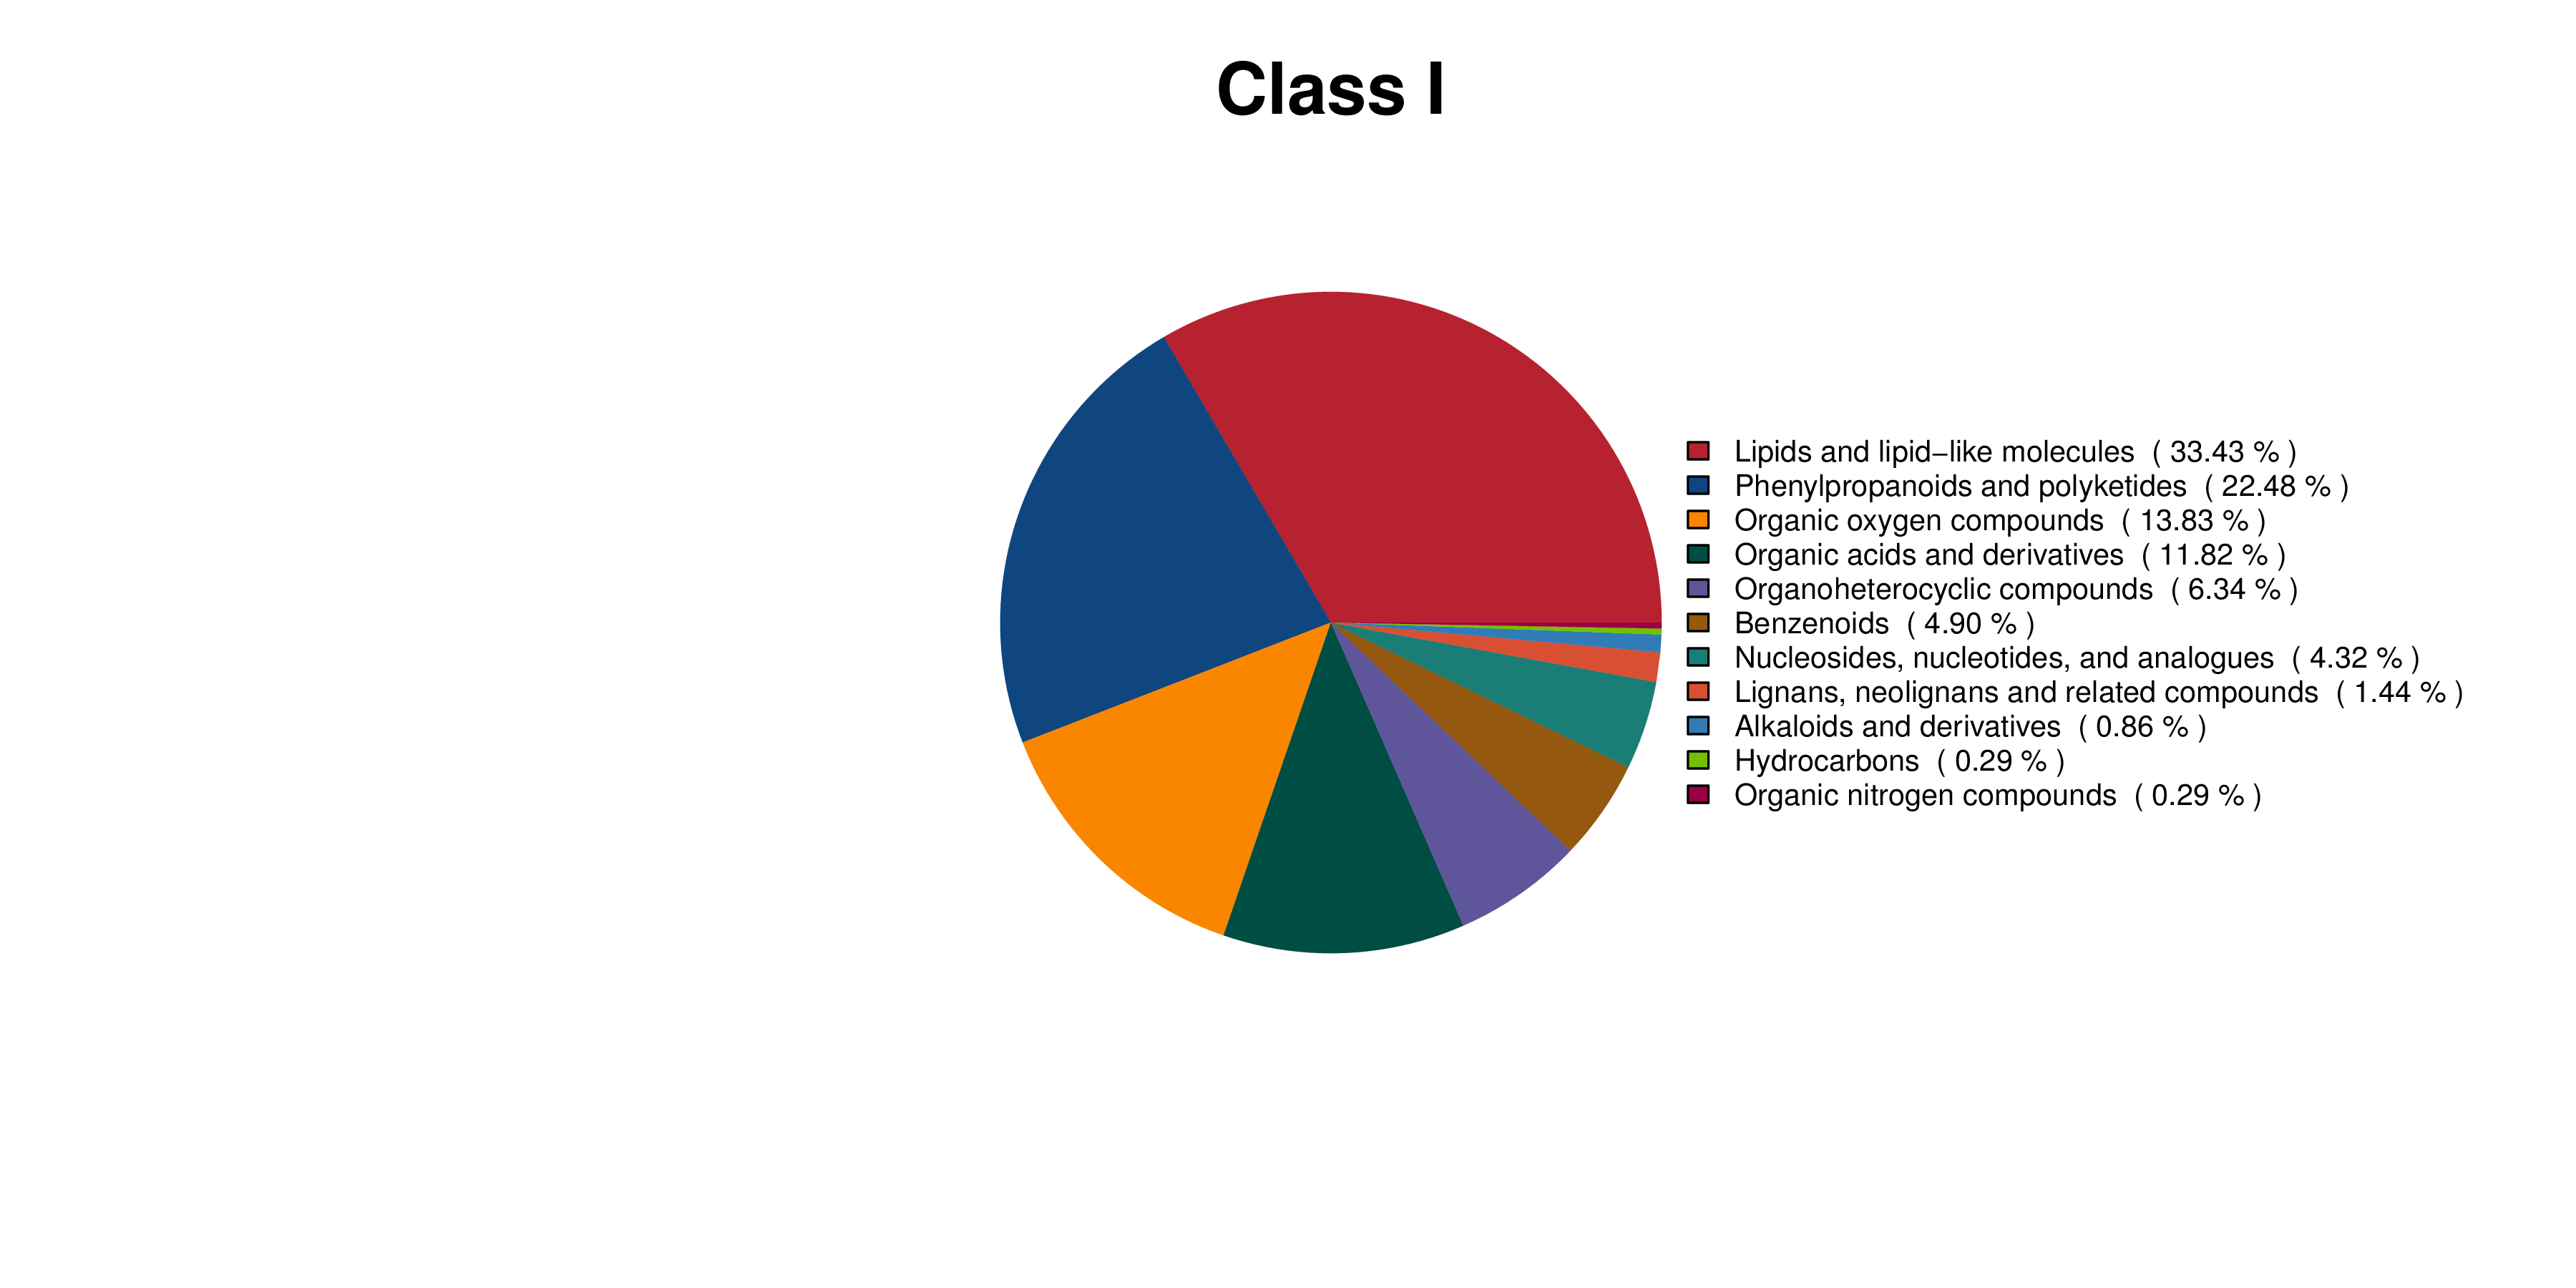 Class I
Lipids and lipid−like molecules ( 33.43 % )
Phenylpropanoids and polyketides ( 22.48 % )
Organic oxygen compounds ( 13.83 % )
Organic acids and derivatives ( 11.82 % )
Organoheterocyclic compounds ( 6.34 % )
Benzenoids ( 4.90 % )
Nucleosides, nucleotides, and analogues ( 4.32 % )
Lignans, neolignans and related compounds ( 1.44 % )
Alkaloids and derivatives ( 0.86 % )
Hydrocarbons ( 0.29 % )
Organic nitrogen compounds ( 0.29 % )